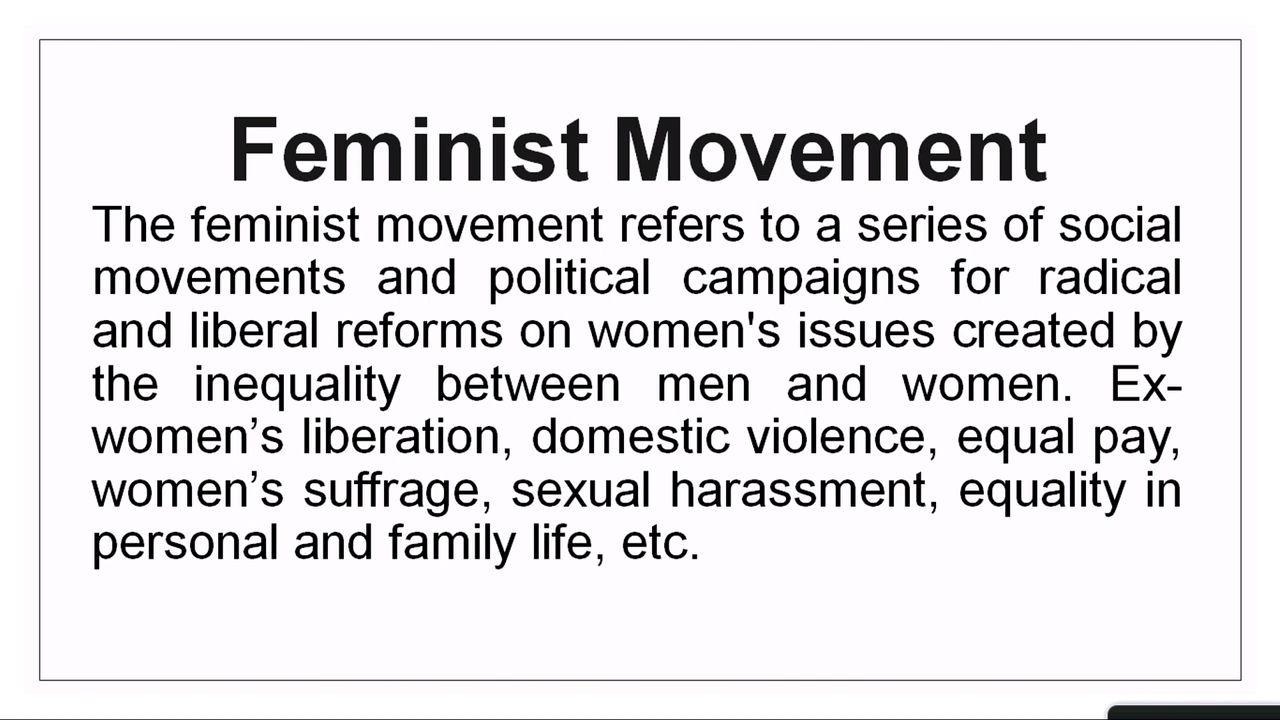 Feminist Movement
The feminist movement refers to a series of social
movements and political campaigns for radical
and liberal reforms on women's issues created by
the inequality between men and women. Ex-
women’s liberation, domestic violence, equal pay,
women’s suffrage, sexual harassment, equality in
personal and family life, etc.